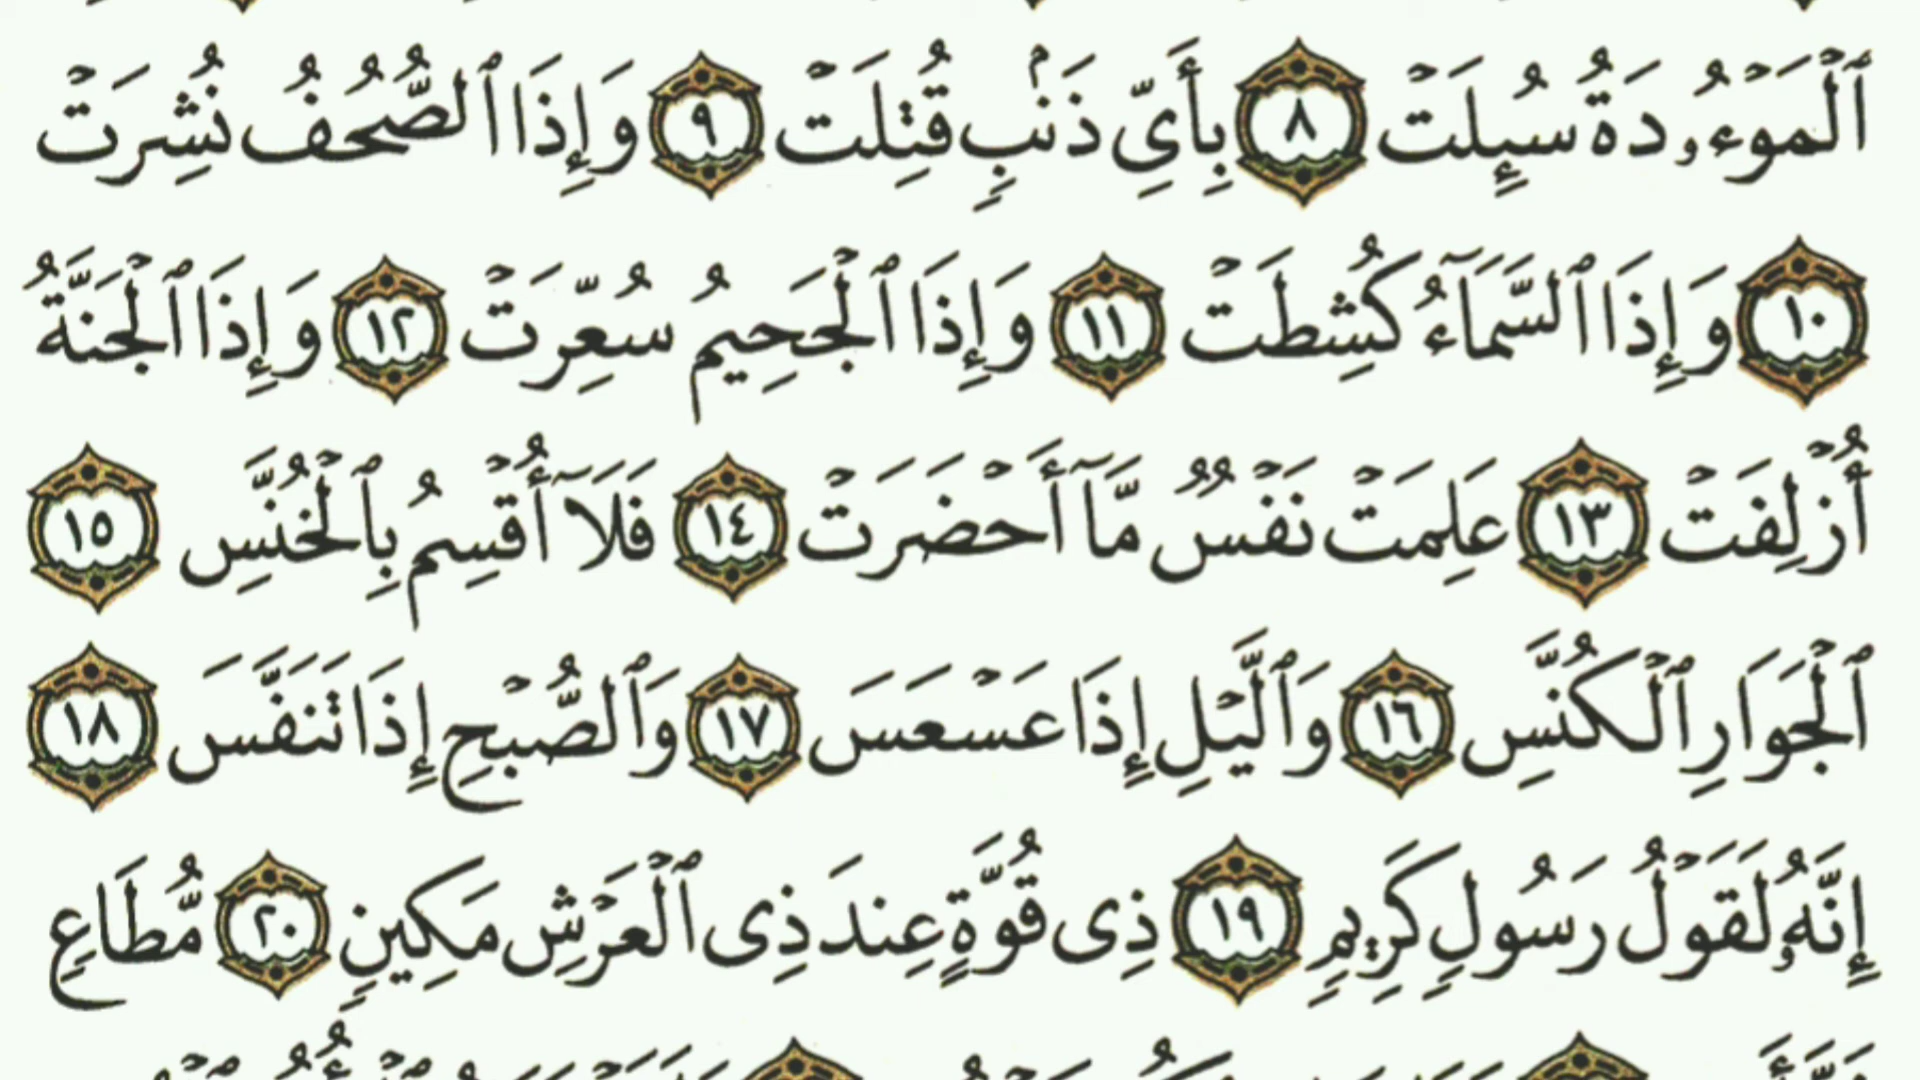 ٱلۡمَوۡءُۥدَةُ سُئِلَتۡ ٨ بِأَيِّ ذَنۢبٖ قُتِلَتۡ ٩ وَإِذَا ٱلصُّحُفُ نُشِرَتۡ
١٠ وَإِذَا ٱلسَّمَآءُ كُشِطَتۡ ١١ وَإِذَا ٱلۡجَحِيمُ سُعِّرَتۡ ١٢ وَإِذَا ٱلۡجَنَّةُ
أُزۡلِفَتۡ ١٣ عَلِمَتۡ نَفۡسٞ مَّآ أَحۡضَرَتۡ ١٤ فَلَآ أُقۡسِمُ بِٱلۡخُنَّسِ ١٥
ٱلۡجَوَارِ ٱلۡكُنَّسِ ١٦ وَٱلَّيۡلِ إِذَا عَسۡعَسَ ١٧ وَٱلصُّبۡحِ إِذَا تَنَفَّسَ ١٨
إِنَّهُۥ لَقَوۡلُ رَسُولٖ كَرِيمٖ ١٩ ذِي قُوَّةٍ عِندَ ذِي ٱلۡعَرۡشِ مَكِينٖ ٢٠ مُّطَاعٖ